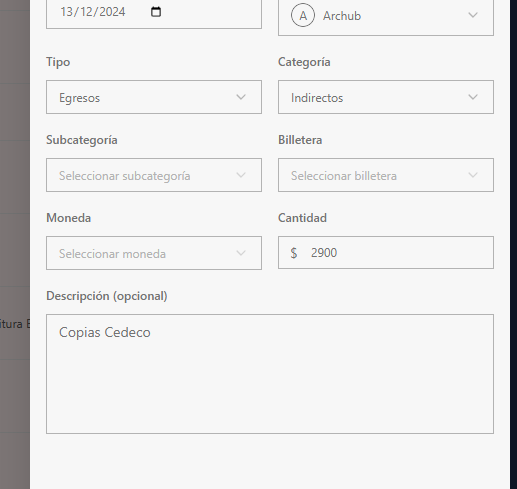 13/12/2024
A Archub
Tipo
Categoría
Egresos
Indirectos
Subcategoría
Billetera
Seleccionar subcategoría
Seleccionar billetera
Moneda
Cantidad
Seleccionar moneda
$ 2900
Descripción (opcional)
itura E
Copias Cedeco